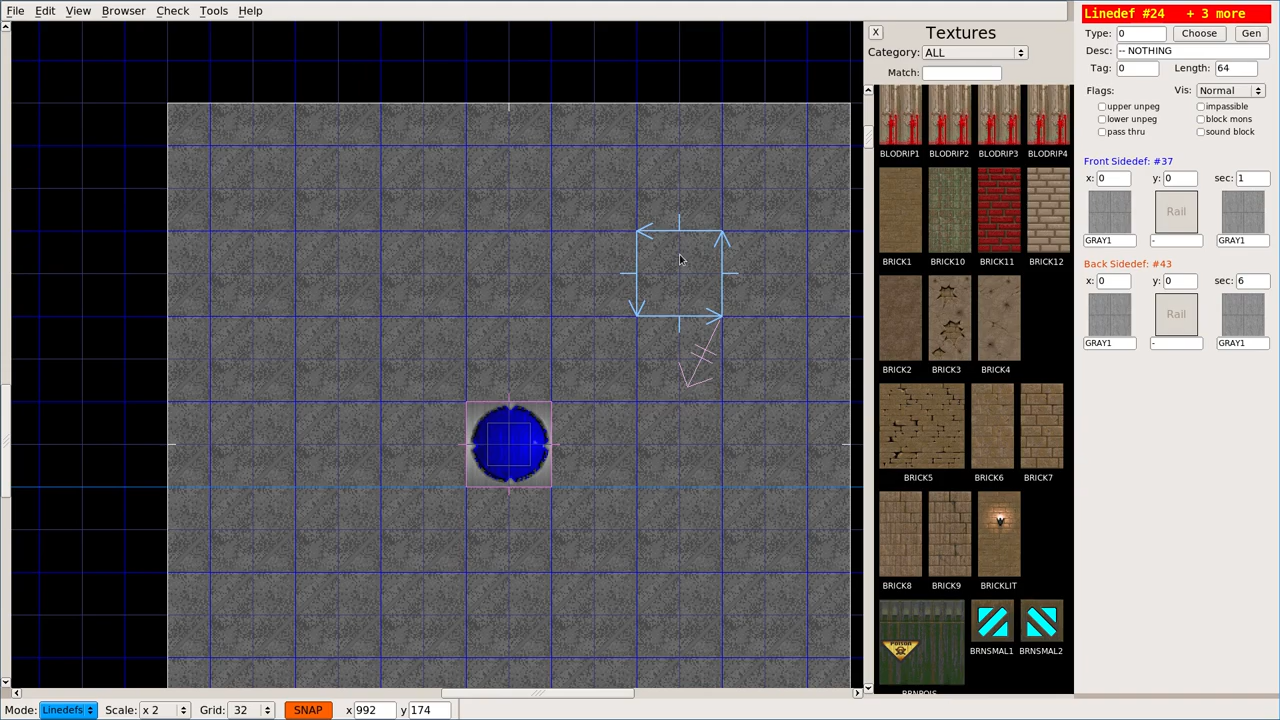 File Edit View Browser Check Tools Help
X Textures
Category: ALL
Match:
BLODRIP1 BLODRIP2 BLODRIP3 BLODRIP4
BRICK1 BRICK10 BRICK11 BRICK12
BRICK2 BRICK3 BRICK4
BRICK5 BRICK6 BRICK7
BRICK8 BRICK9 BRICKLIT
POISON
BRNSMAL1 BRNSMAL2
BRNPOIS
Linedef #24 + 3 more
Type: 0 Choose Gen
Desc: -- NOTHING
Tag: 0 Length: 64
Flags: Vis: Normal
upper unpeg impassible
lower unpeg block mons
pass thru sound block
Front Sidedef: #37
x: 0 y: 0 sec: 1
Rail
GRAY1 - GRAY1
Back Sidedef: #43
x: 0 y: 0 sec: 6
Rail
GRAY1 - GRAY1
Mode: Linedefs Scale: x 2 Grid: 32 SNAP x 992 y 174